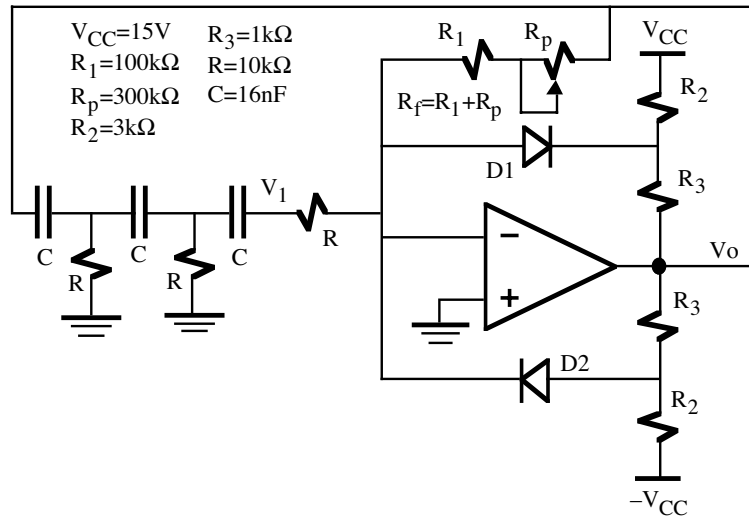 V_CC=15V
R_1=100kΩ
R_p=300kΩ
R_2=3kΩ
R_3=1kΩ
R=10kΩ
C=16nF
R_1
R_p
R_f=R_1+R_p
V_CC
R_2
D1
R_3
V_1
R
C
R
C
R
C
−
+
Vo
R_3
D2
R_2
−V_CC